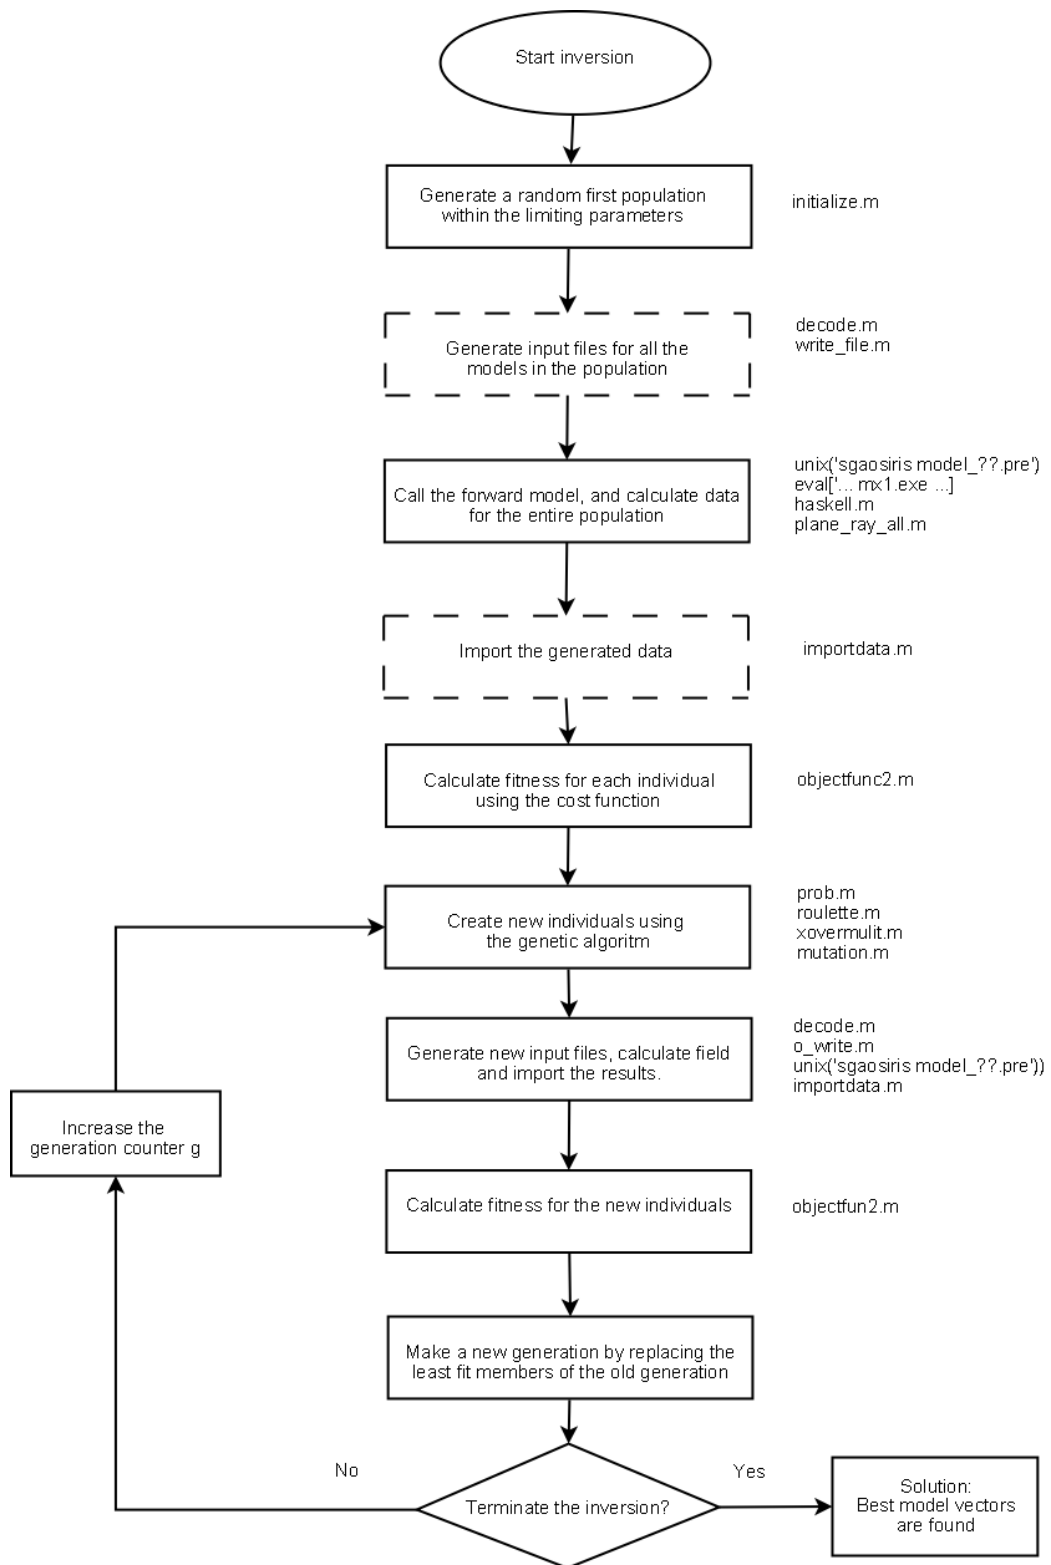 Start inversion
Generate a random first population
within the limiting parameters
initialize.m
Generate input files for all the
models in the population
decode.m
write_file.m
Call the forward model, and calculate data
for the entire population
unix('sgaosiris model_??.pre')
eval['... mx1.exe ...]
haskell.m
plane_ray_all.m
Import the generated data
importdata.m
Calculate fitness for each individual
using the cost function
objectfunc2.m
Create new individuals using
the genetic algoritm
prob.m
roulette.m
xovermulit.m
mutation.m
Generate new input files, calculate field
and import the results.
decode.m
o_write.m
unix('sgaosiris model_??.pre'))
importdata.m
Increase the
generation counter g
Calculate fitness for the new individuals
objectfun2.m
Make a new generation by replacing the
least fit members of the old generation
No
Yes
Terminate the inversion?
Solution:
Best model vectors
are found